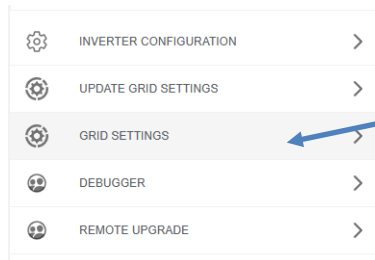 INVERTER CONFIGURATION
UPDATE GRID SETTINGS
GRID SETTINGS
DEBUGGER
REMOTE UPGRADE